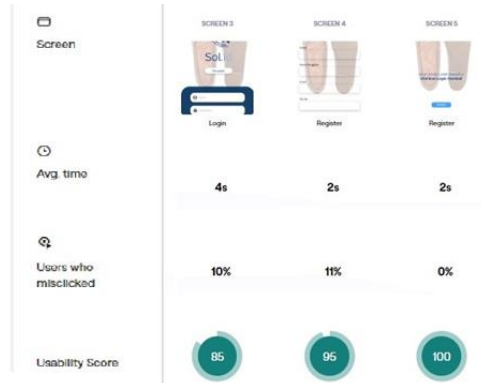 SCREEN 3 SCREEN 4 SCREEN 5
Screen
Login Register Register
Avg. time
4s 2s 2s
Users who
misclicked
10% 11% 0%
Usability Score
85 95 100